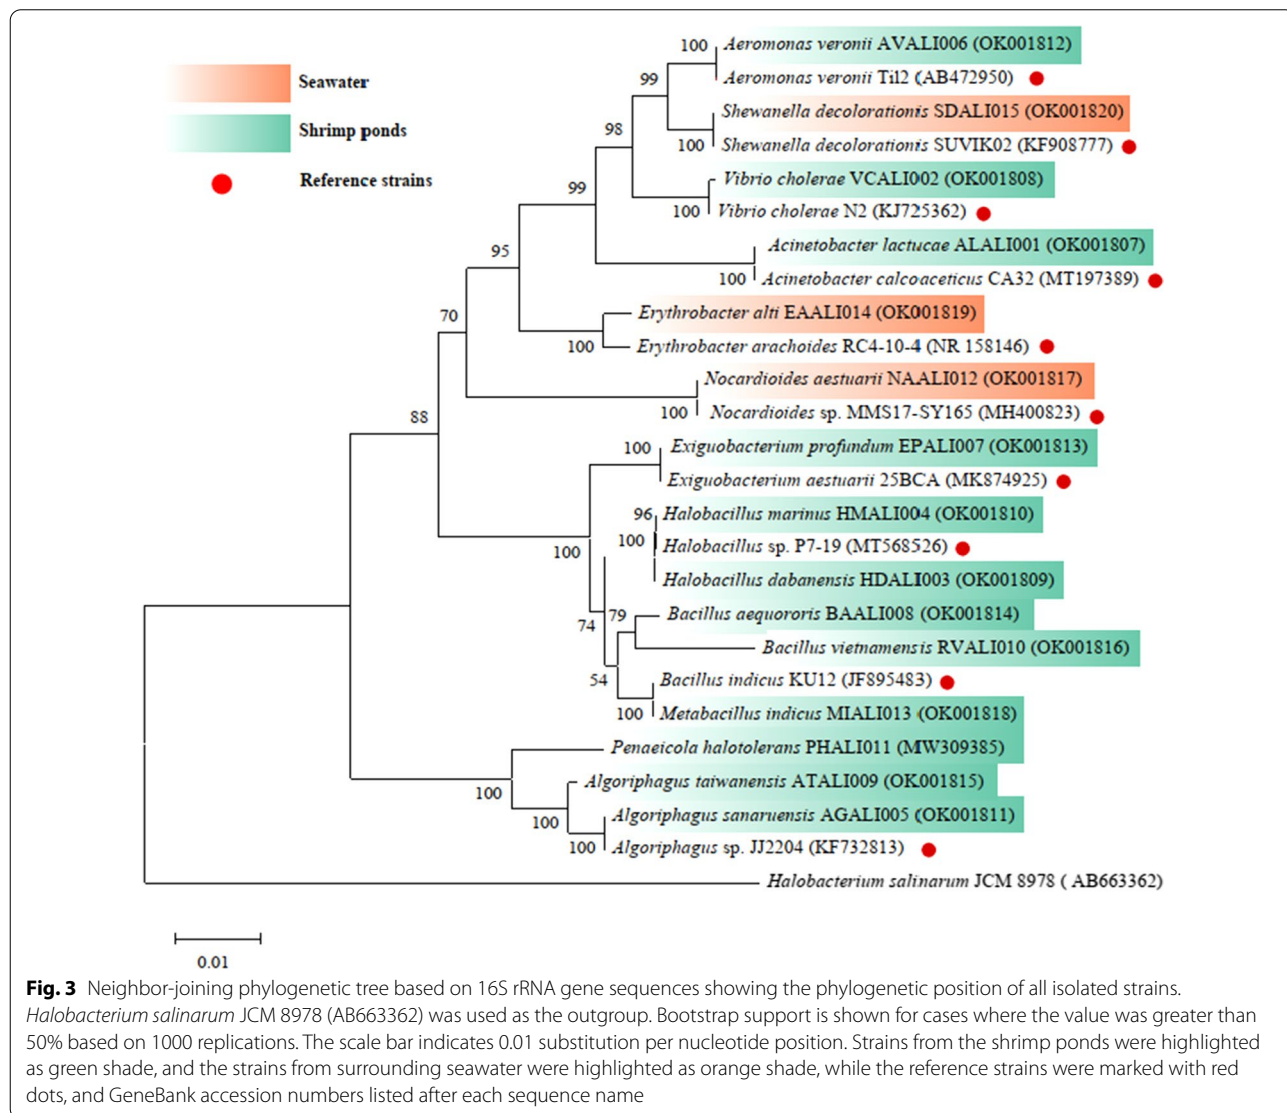 Seawater
Shrimp ponds
Reference strains
100
Aeromonas veronii AVALI006 (OK001812)
99
Aeromonas veronii Til2 (AB472950)
Shewanella decolorationis SDALI015 (OK001820)
98
100
Shewanella decolorationis SUVIK02 (KF908777)
Vibrio cholerae VCALI002 (OK001808)
99
100
Vibrio cholerae N2 (KJ725362)
Acinetobacter lactucae ALALI001 (OK001807)
95
100
Acinetobacter calcoaceticus CA32 (MT197389)
Erythrobacter alti EAALI014 (OK001819)
70
100
Erythrobacter arachoides RC4-10-4 (NR 158146)
Nocardioides aestuarii NAALI012 (OK001817)
88
100
Nocardioides sp. MMS17-SY165 (MH400823)
100
Exiguobacterium profundum EPALI007 (OK001813)
Exiguobacterium aestuarii 25BCA (MK874925)
96
Halobacillus marinus HMALI004 (OK001810)
100
100
Halobacillus sp. P7-19 (MT568526)
Halobacillus dabanensis HDALI003 (OK001809)
74
79
Bacillus aequororis BAALI008 (OK001814)
Bacillus vietnamensis RVALI010 (OK001816)
54
Bacillus indicus KU12 (JF895483)
100
Metabacillus indicus MIALI013 (OK001818)
Penaeicola halotolerans PHALI011 (MW309385)
100
Algoriphagus taiwanensis ATALI009 (OK001815)
100
Algoriphagus sanaruensis AGALI005 (OK001811)
100
Algoriphagus sp. JJ2204 (KF732813)
Halobacterium salinarum JCM 8978 ( AB663362)
0.01
Fig. 3 Neighbor-joining phylogenetic tree based on 16S rRNA gene sequences showing the phylogenetic position of all isolated strains.
Halobacterium salinarum JCM 8978 (AB663362) was used as the outgroup. Bootstrap support is shown for cases where the value was greater than
50% based on 1000 replications. The scale bar indicates 0.01 substitution per nucleotide position. Strains from the shrimp ponds were highlighted
as green shade, and the strains from surrounding seawater were highlighted as orange shade, while the reference strains were marked with red
dots, and GeneBank accession numbers listed after each sequence name